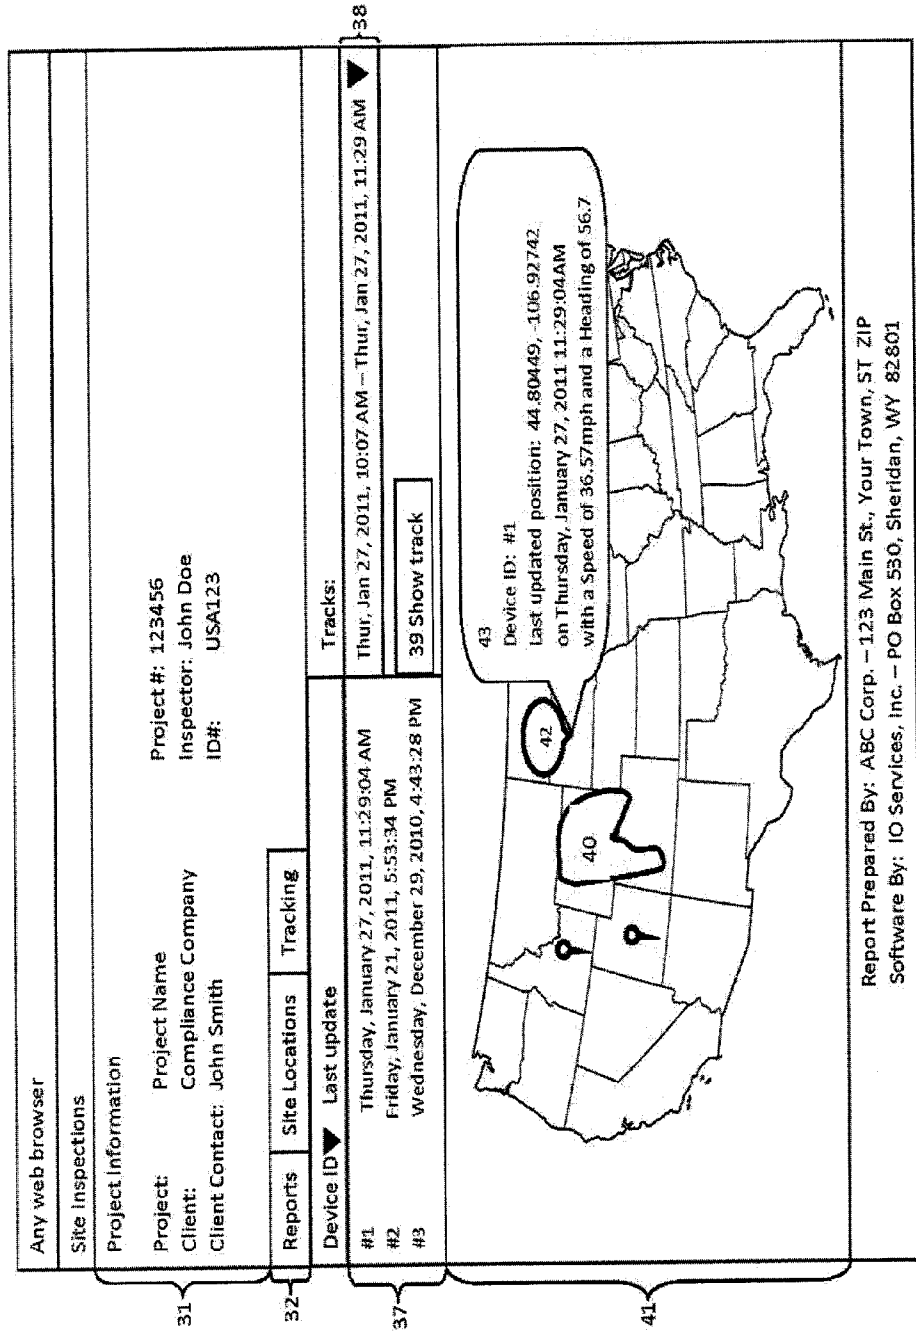 Any web browser
Site Inspections
Project Information
Project: Project Name Project #: 123456
Client: Compliance Company Inspector: John Doe
Client Contact: John Smith ID#: USA123
31
32
Reports Site Locations Tracking
Device ID Last update Tracks:
#1 Thursday, January 27, 2011, 11:29:04 AM
#2 Friday, January 21, 2011, 5:53:34 PM
#3 Wednesday, December 29, 2010, 4:43:28 PM
37
Thur, Jan 27, 2011, 10:07 AM – Thur, Jan 27, 2011, 11:29 AM
38
39 Show track
43
Device ID: #1
Last updated position: 44.80449, -106.92742
on Thursday, January 27, 2011 11:29:04AM
with a Speed of 36.57mph and a Heading of 56.7
42
40
41
Report Prepared By: ABC Corp. – 123 Main St., Your Town, ST ZIP
Software By: IO Services, Inc. – PO Box 530, Sheridan, WY 82801